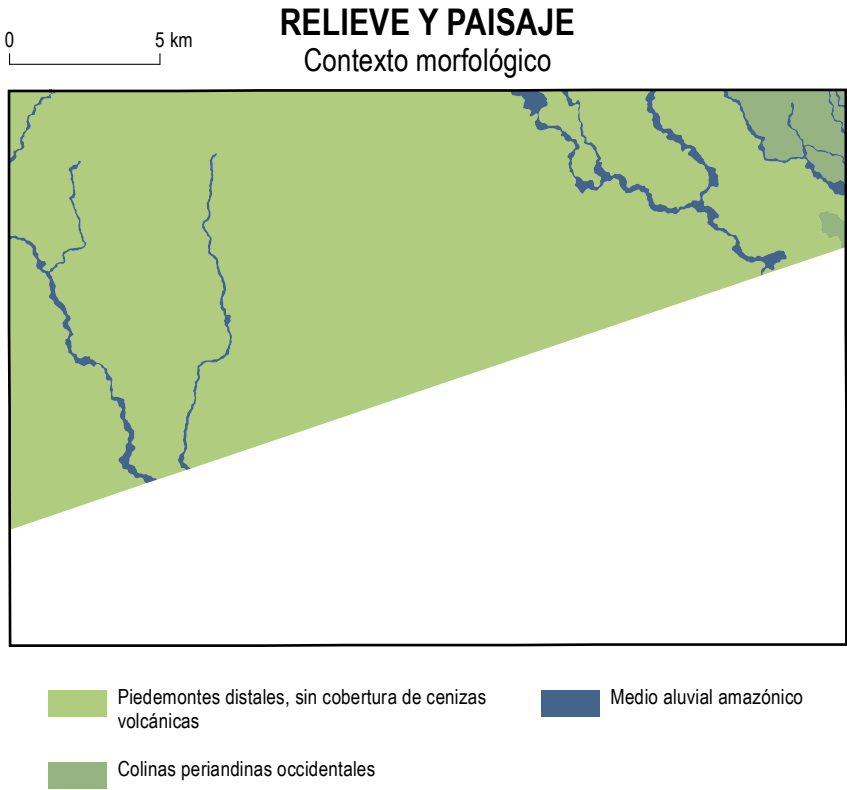 RELIEVE Y PAISAJE
Contexto morfológico
0 5 km
Piedemontes distales, sin cobertura de cenizas
volcánicas
Medio aluvial amazónico
Colinas periandinas occidentales